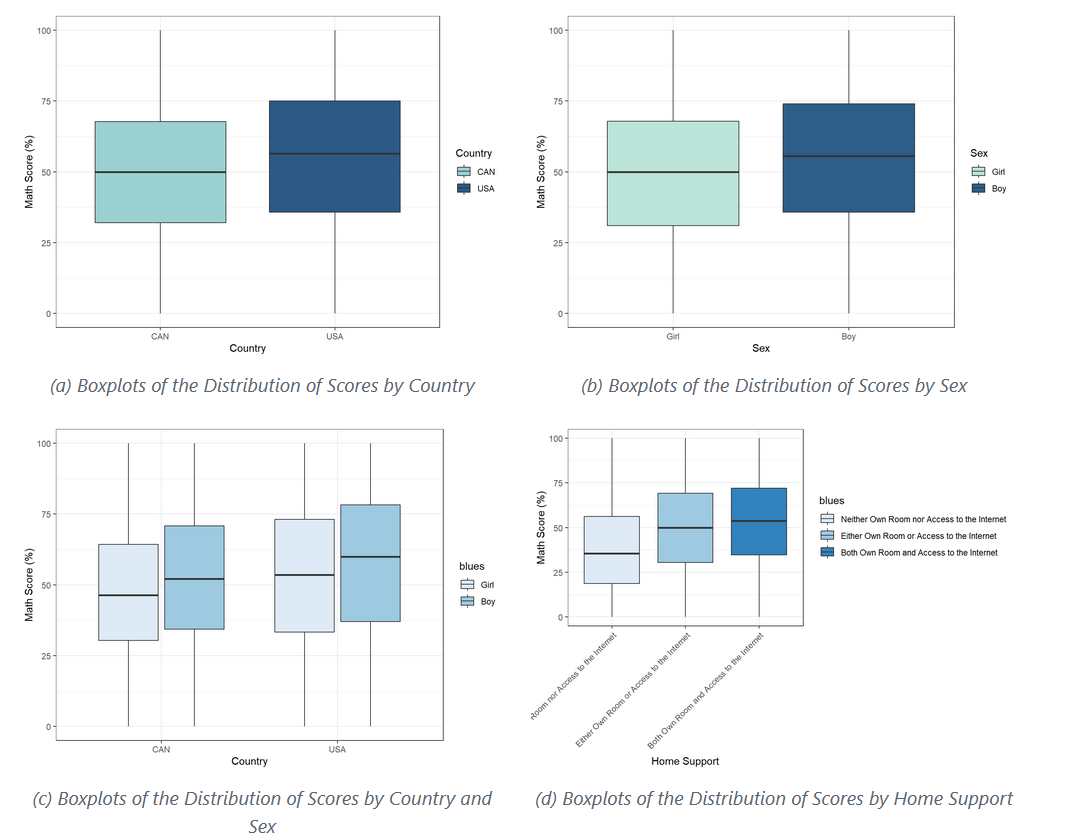 100
75
50
25
0
Math Score (%)
CAN
USA
Country
Country
CAN
USA
(a) Boxplots of the Distribution of Scores by Country
100
75
50
25
0
Math Score (%)
Girl
Boy
Sex
Sex
Girl
Boy
(b) Boxplots of the Distribution of Scores by Sex
100
75
50
25
0
Math Score (%)
CAN
USA
Country
blues
Girl
Boy
(c) Boxplots of the Distribution of Scores by Country and
Sex
100
75
50
25
0
Math Score (%)
Room nor Access to the Internet
Either Own Room or Access to the Internet
Both Own Room and Access to the Internet
Home Support
blues
Neither Own Room nor Access to the Internet
Either Own Room or Access to the Internet
Both Own Room and Access to the Internet
(d) Boxplots of the Distribution of Scores by Home Support